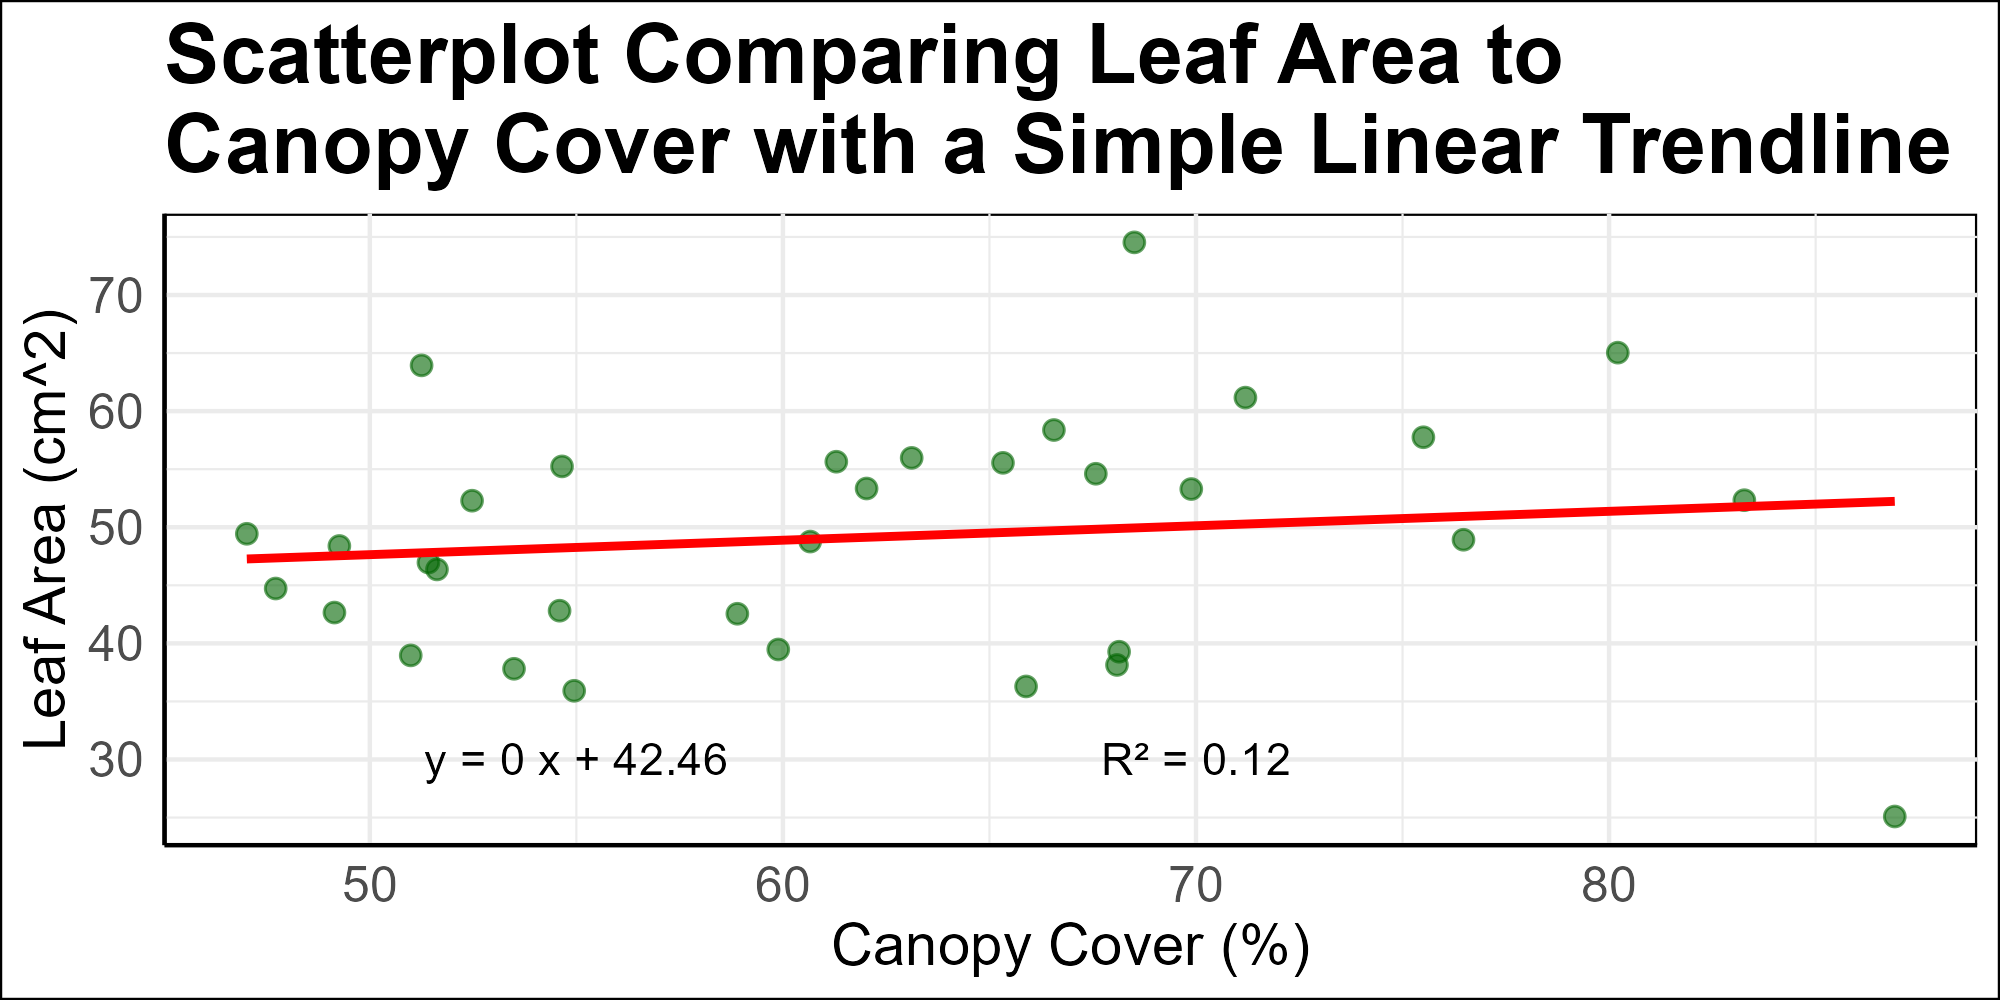 Scatterplot Comparing Leaf Area to
Canopy Cover with a Simple Linear Trendline
Leaf Area (cm^2)
70
60
50
40
30
y = 0 x + 42.46
R² = 0.12
50
60
70
80
Canopy Cover (%)